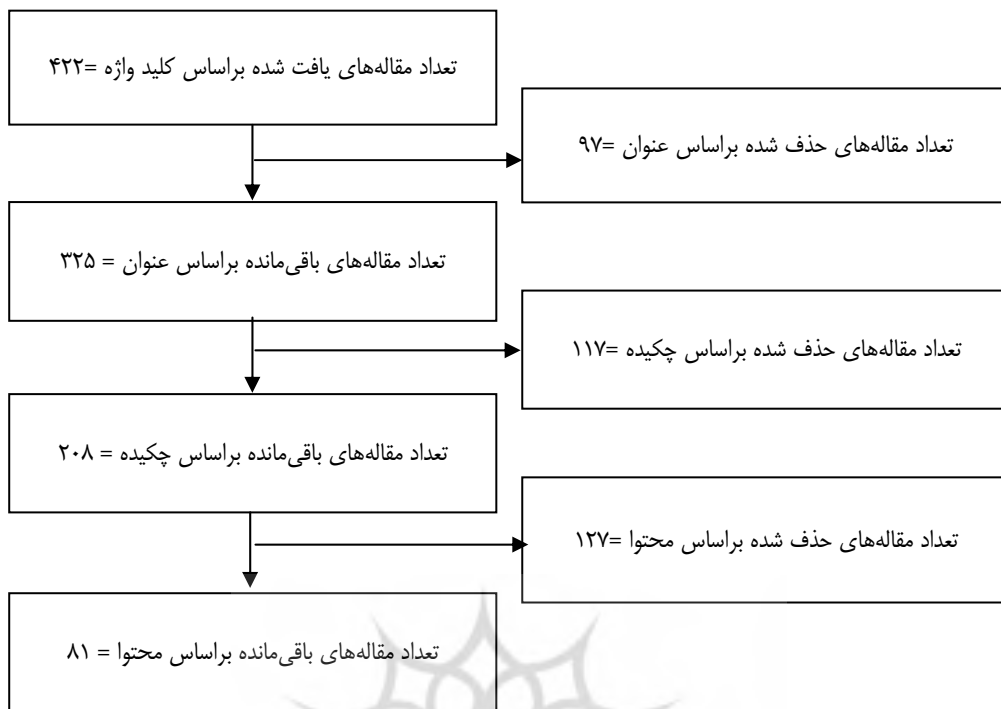 تعداد مقاله‌های یافت شده براساس کلید واژه =۴۲۲
تعداد مقاله‌های حذف شده براساس عنوان =۹۷
تعداد مقاله‌های باقی‌مانده براساس عنوان = ۳۲۵
تعداد مقاله‌های حذف شده براساس چکیده =۱۱۷
تعداد مقاله‌های باقی‌مانده براساس چکیده = ۲۰۸
تعداد مقاله‌های حذف شده براساس محتوا =۱۲۷
تعداد مقاله‌های باقی‌مانده براساس محتوا = ۸۱